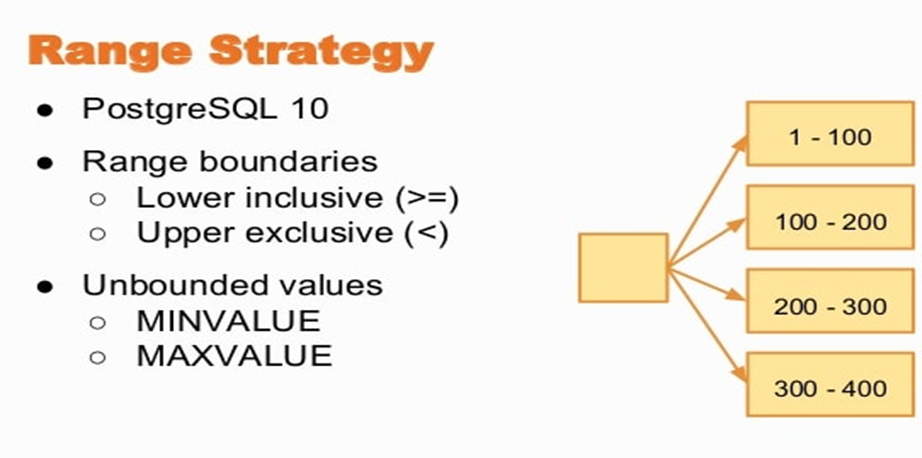 Range Strategy
● PostgreSQL 10
● Range boundaries
○ Lower inclusive (>=)
○ Upper exclusive (<)
● Unbounded values
○ MINVALUE
○ MAXVALUE
1 - 100
100 - 200
200 - 300
300 - 400